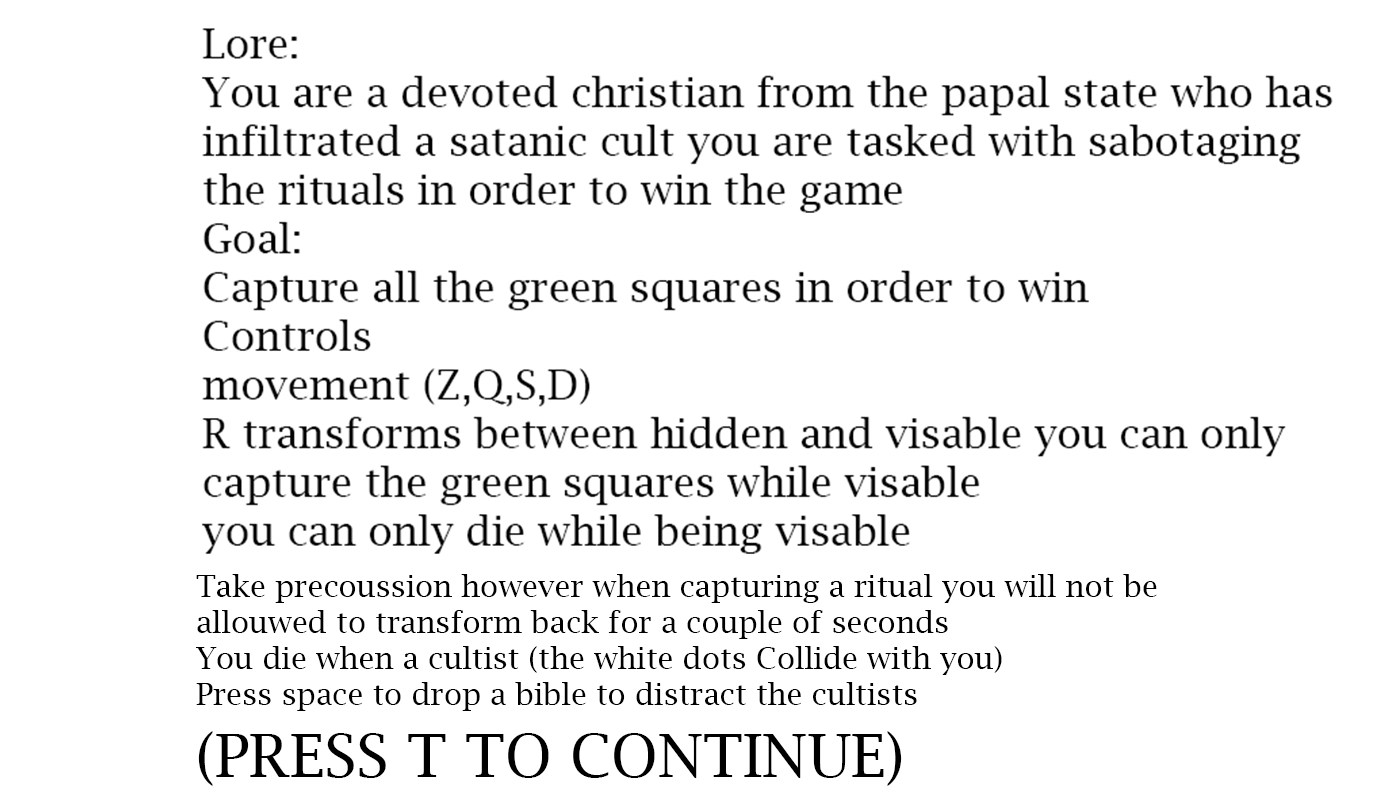 Lore:
You are a devoted christian from the papal state who has
infiltrated a satanic cult you are tasked with sabotaging
the rituals in order to win the game
Goal:
Capture all the green squares in order to win
Controls
movement (Z,Q,S,D)
R transforms between hidden and visable you can only
capture the green squares while visable
you can only die while being visable
Take precoussion however when capturing a ritual you will not be
allouwed to transform back for a couple of seconds
You die when a cultist (the white dots Collide with you)
Press space to drop a bible to distract the cultists
(PRESS T TO CONTINUE)